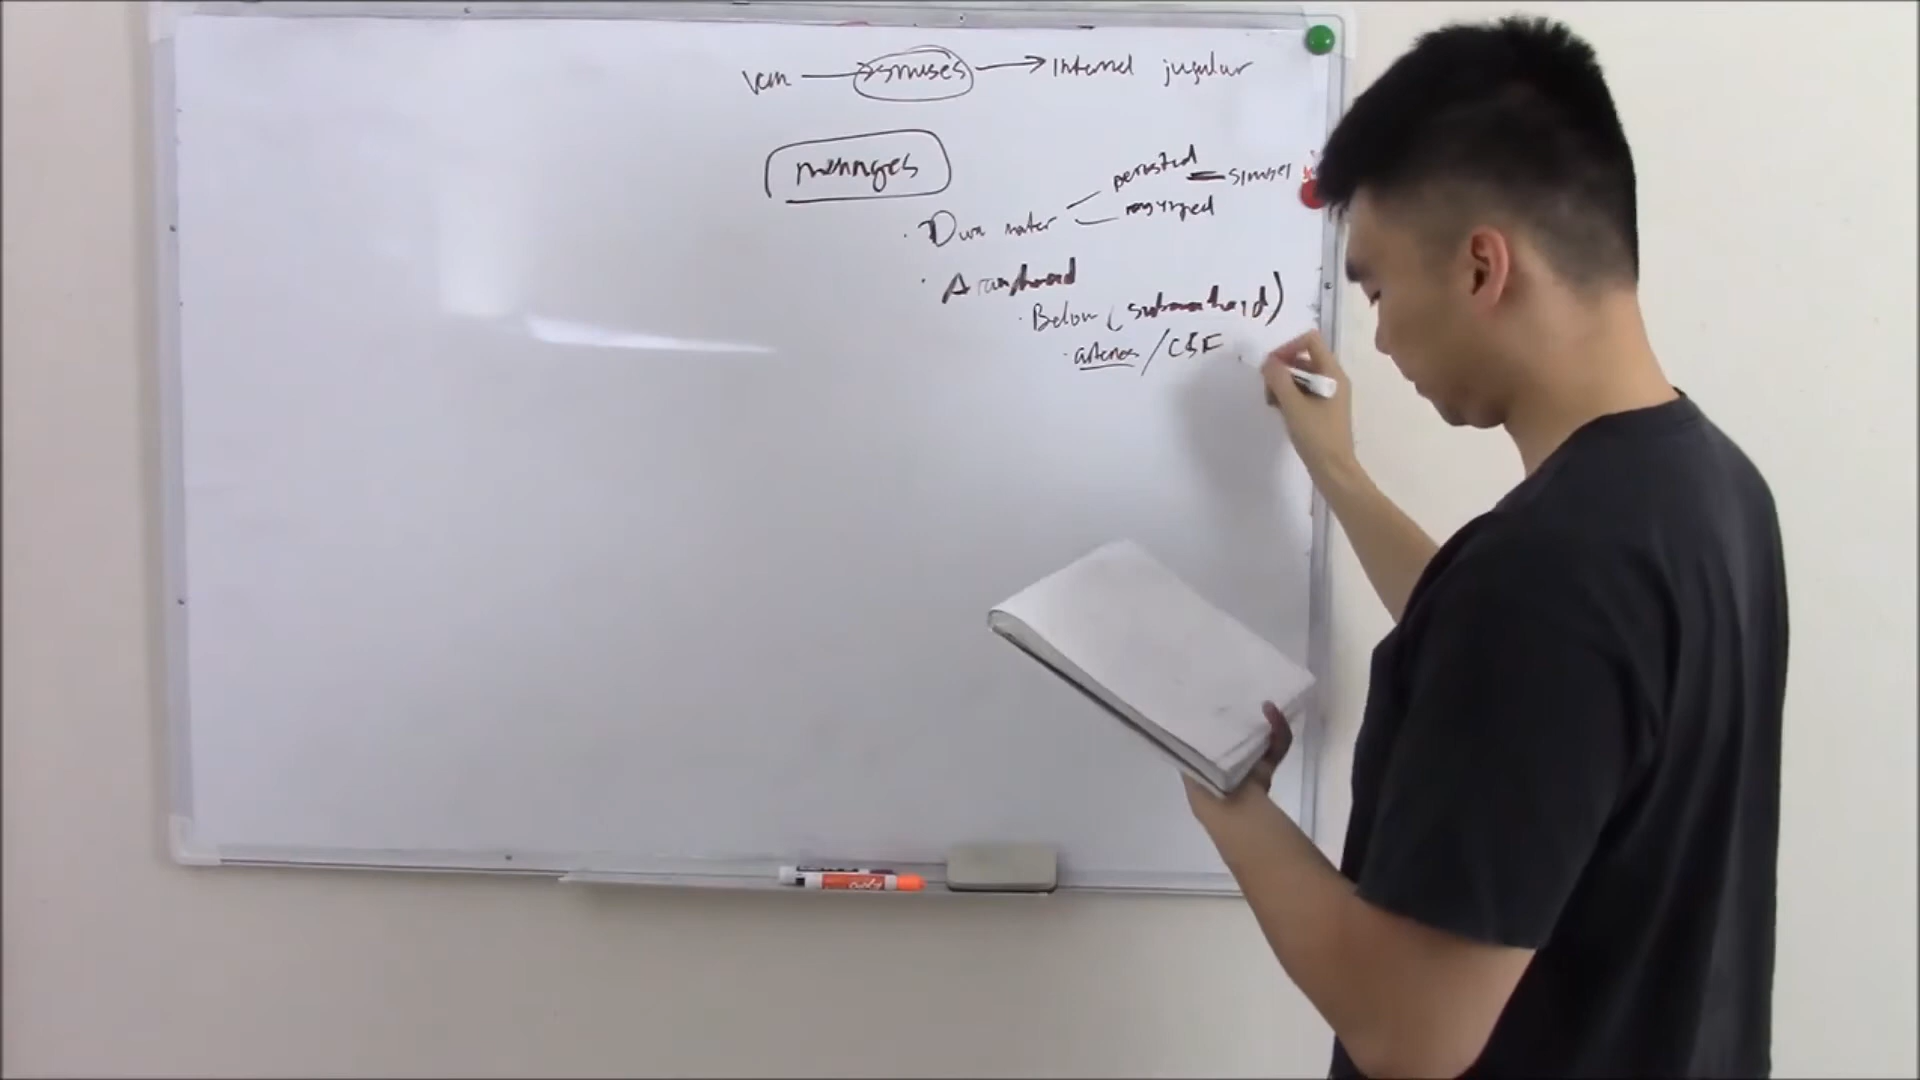 Vein → sinuses → Internal jugular
meninges
periosteal
= sinuses
· Dura mater
meningeal
· Arachnoid
· Below (subarachnoid)
· arteries / CSF